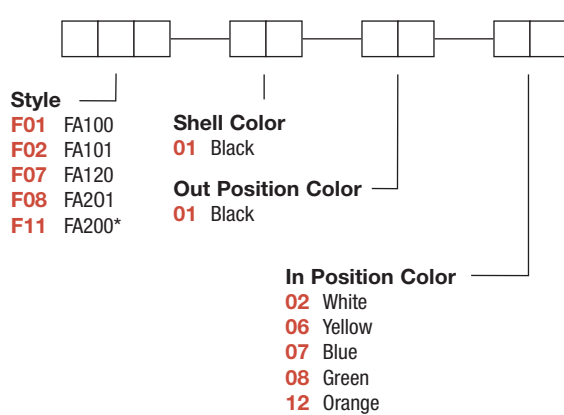 Style
F01 FA100
F02 FA101
F07 FA120
F08 FA201
F11 FA200*
Shell Color
01 Black
Out Position Color
01 Black
In Position Color
02 White
06 Yellow
07 Blue
08 Green
12 Orange